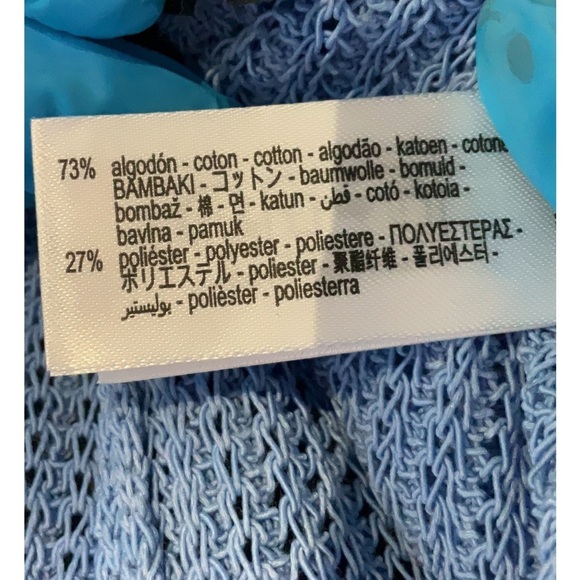 73% algodón - coton - cotton - algodão - katoen - cotone
BAMBAKI - コットン - baumwolle - bomuld -
bombaž - 棉 - 면 - katun - قطن - cotó - kotoia -
bavlna - pamuk
27% poliéster - polyester - poliestere - ΠΟΛΥΕΣΤΕΡΑΣ -
ポリエステル - poliester - 聚酯纤维 - 폴리에스터 -
بوليستير - polièster - poliesterra